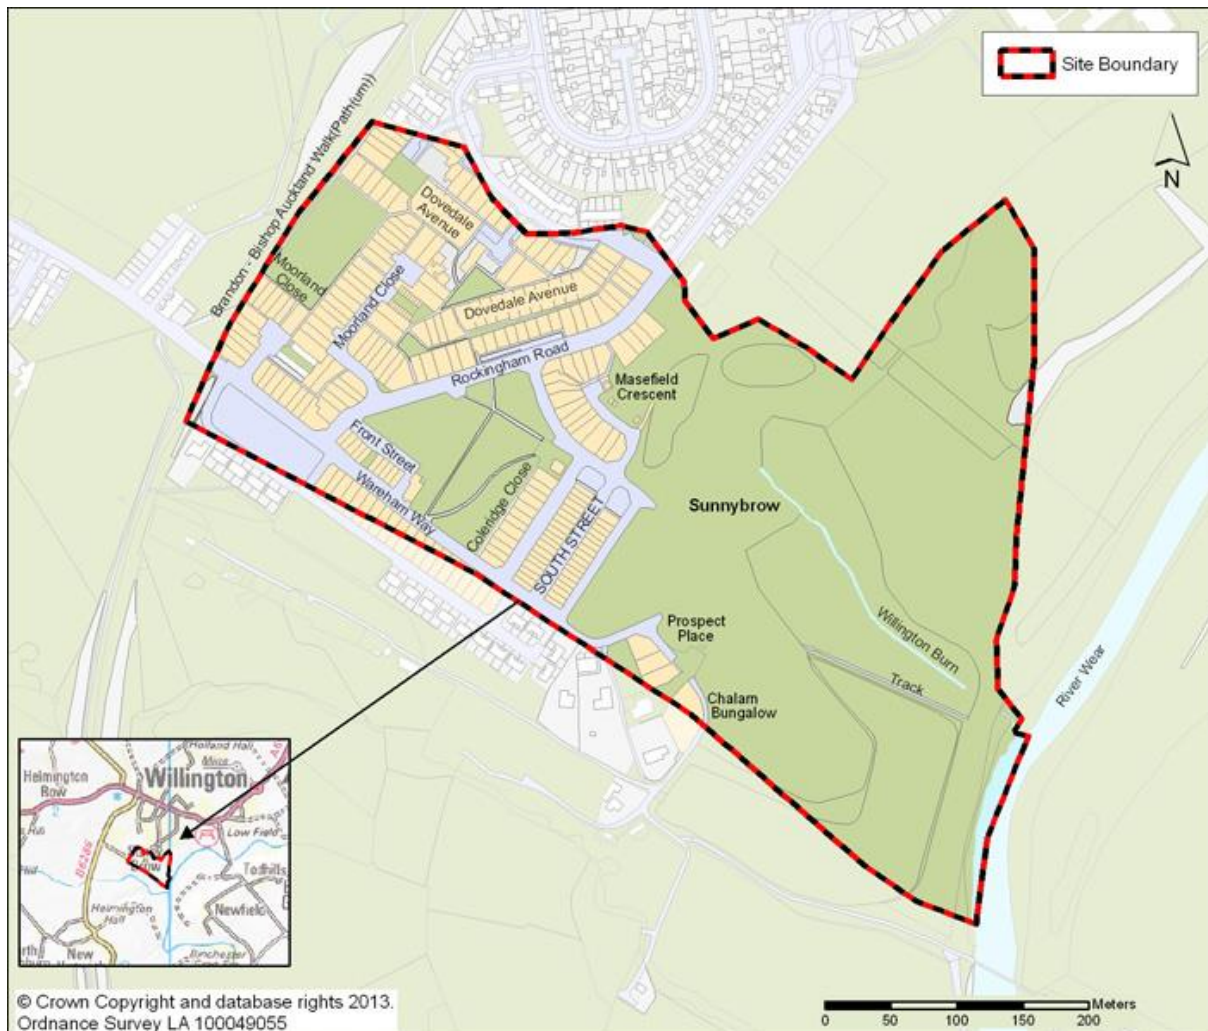 Site Boundary
N
Brandon - Bishop Auckland Walk(Path(um))
Dovedale
Avenue
Moorland
Close
Moorland Close
Dovedale Avenue
Rockingham Road
Masefield
Crescent
Front Street
Wareham Way
Coleridge Close
SOUTH STREET
Sunnybrow
Prospect
Place
Willington Burn
Track
River Wear
Chalam
Bungalow
Holland Hall
Willington
Helmington
Row
Low Field
B6286
Todhills
Helmington
Hall
Newfield
New
Binchester
Meters
0 50 100 150 200
© Crown Copyright and database rights 2013.
Ordnance Survey LA 100049055